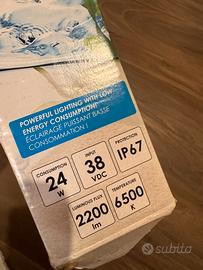 POWERFUL LIGHTING WITH LOW
ENERGY CONSUMPTION!
ÉCLAIRAGE PUISSANT BASSE
CONSOMMATION !
CONSUMPTION
24
W
INPUT
38
VDC
PROTECTION
IP67
LUMINOUS FLUX
2200
lm
TEMPERATURE
6500
K
subito